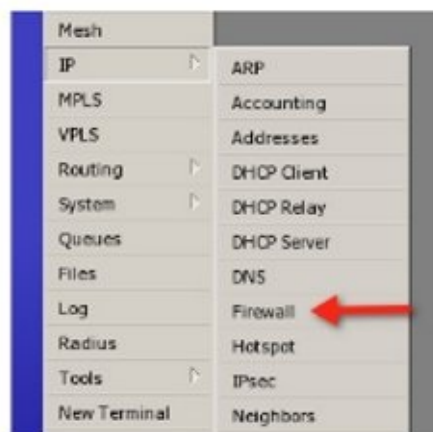 Mesh
IP
MPLS
VPLS
Routing
System
Queues
Files
Log
Radius
Tools
New Terminal
ARP
Accounting
Addresses
DHCP Client
DHCP Relay
DHCP Server
DNS
Firewall
Hotspot
IPsec
Neighbors